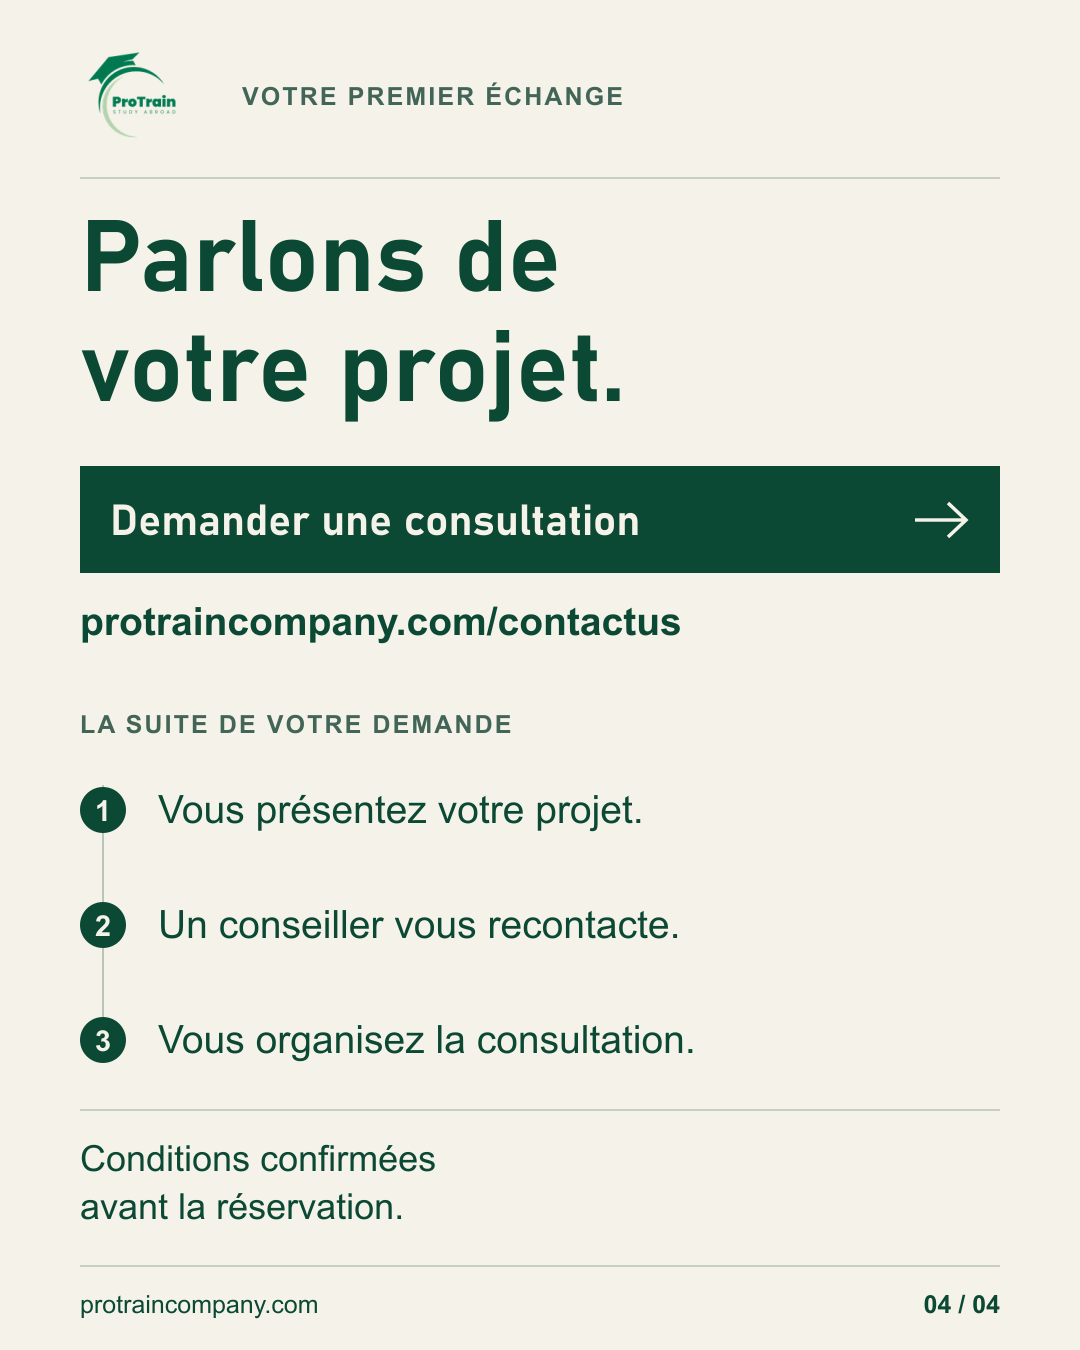 ProTrain
STUDY ABROAD
VOTRE PREMIER ÉCHANGE
Parlons de
votre projet.
Demander une consultation
protraincompany.com/contactus
LA SUITE DE VOTRE DEMANDE
1 Vous présentez votre projet.
2 Un conseiller vous recontacte.
3 Vous organisez la consultation.
Conditions confirmées
avant la réservation.
protraincompany.com
04 / 04